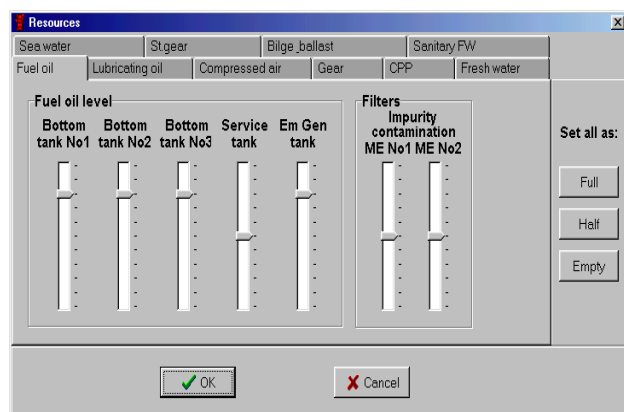 Resources
Sea water St.gear Bilge_ballast Sanitary FW
Fuel oil Lubricating oil Compressed air Gear CPP Fresh water
Fuel oil level
Bottom tank No1
Bottom tank No2
Bottom tank No3
Service tank
Em Gen tank
Filters
Impurity
contamination
ME No1 ME No2
Set all as:
Full
Half
Empty
OK
Cancel